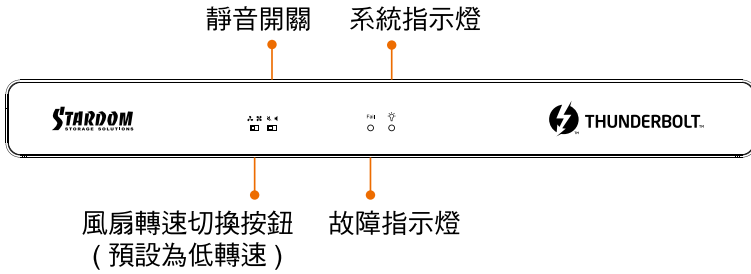 靜音開關
系統指示燈
STARDOM
STORAGE SOLUTIONS
Fail
THUNDERBOLT™
風扇轉速切換按鈕
( 預設為低轉速 )
故障指示燈